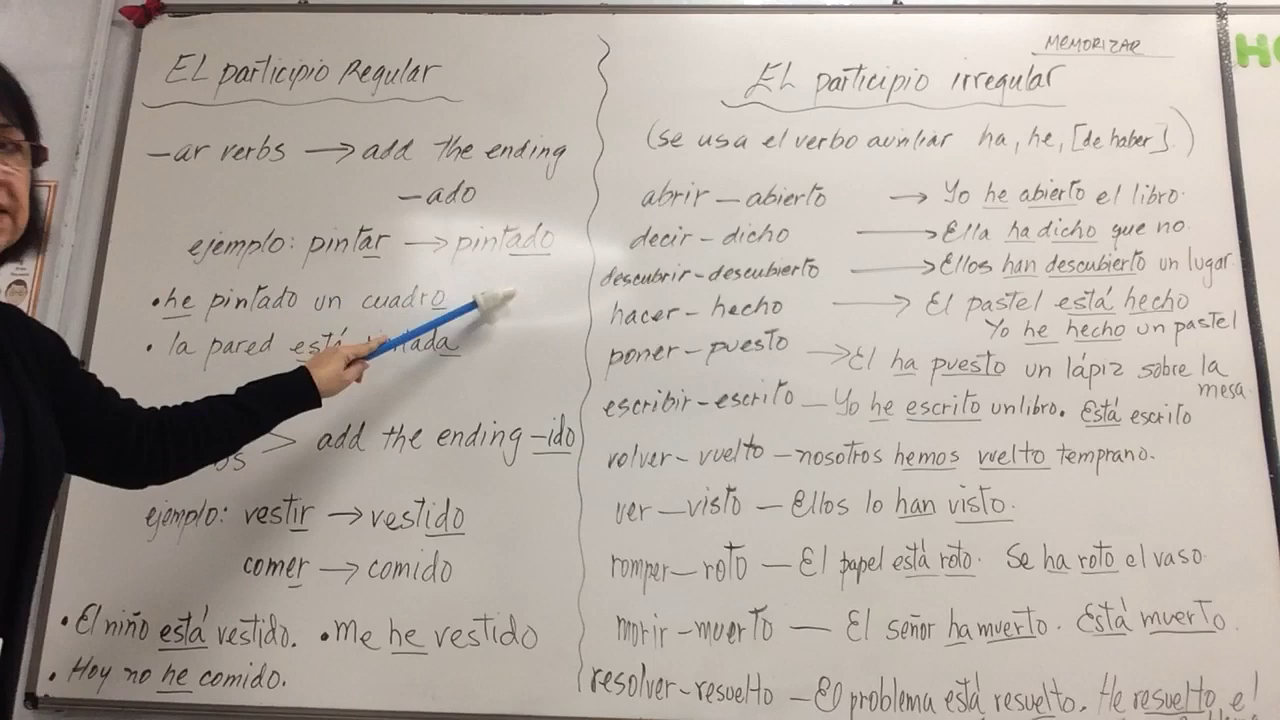 El participio Regular
-ar verbs → add the ending
-ado
ejemplo: pintar → pintado
• he pintado un cuadro
• la pared está
> add the ending -ido
ejemplo: vestir → vestido
comer → comido
• El niño está vestido. • Me he vestido
• Hoy no he comido.
MEMORIZAR
El participio irregular
(se usa el verbo auxiliar ha, he, [de haber].)
abrir - abierto → Yo he abierto el libro.
decir - dicho → Ella ha dicho que no.
descubrir - descubierto → Ellos han descubierto un lugar.
hacer - hecho → El pastel está hecho
Yo he hecho un pastel
poner - puesto → El ha puesto un lápiz sobre la
mesa.
escribir - escrito - Yo he escrito un libro. Está escrito
volver - vuelto - nosotros hemos vuelto temprano.
ver - visto - Ellos lo han visto.
romper - roto - El papel está roto. Se ha roto el vaso.
morir - muerto - El señor ha muerto. Está muerto.
resolver - resuelto - El problema está resuelto. He resuelto el